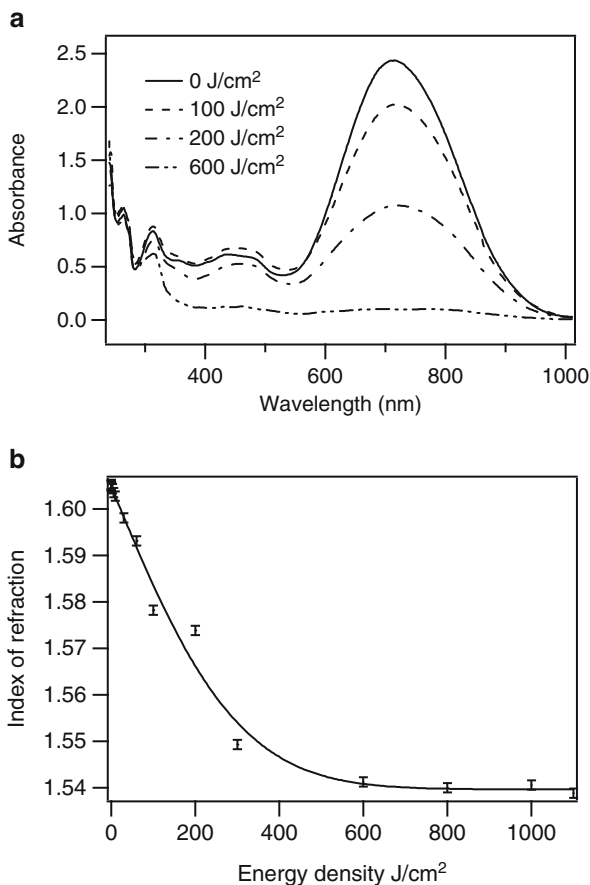 a
2.5
2.0
1.5
1.0
0.5
0.0
Absorbance
0 J/cm²
100 J/cm²
200 J/cm²
600 J/cm²
400 600 800 1000
Wavelength (nm)
b
1.60
1.59
1.58
1.57
1.56
1.55
1.54
Index of refraction
0 200 400 600 800 1000
Energy density J/cm²